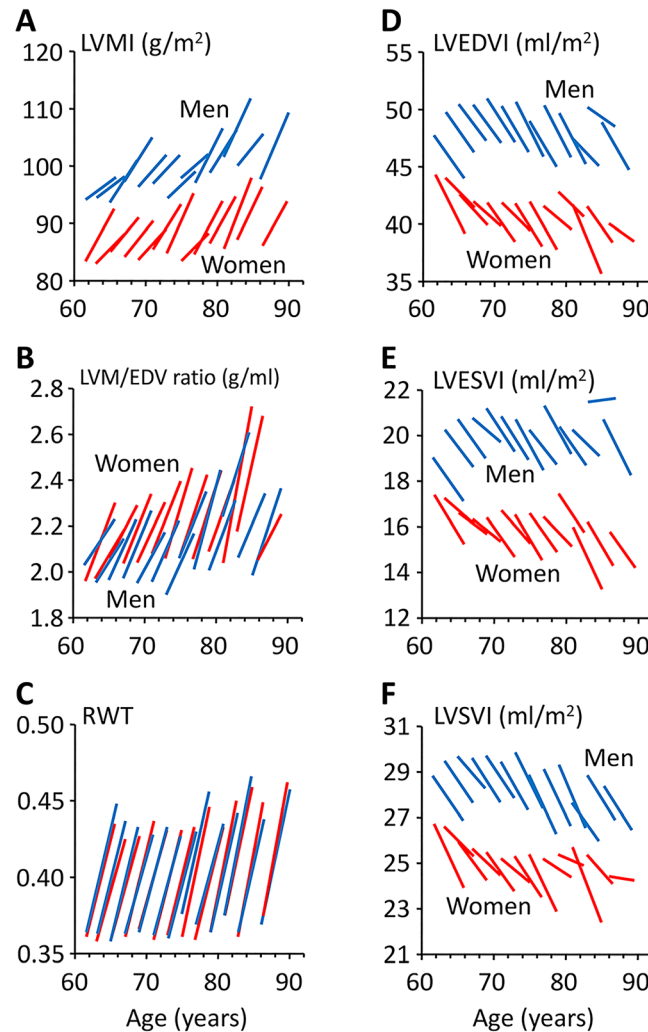 A
LVMI (g/m²)
120
110
100
90
80
Men
Women
60 70 80 90
B
LVM/EDV ratio (g/ml)
2.8
2.6
2.4
2.2
2.0
1.8
Women
Men
60 70 80 90
C
RWT
0.50
0.45
0.40
0.35
60 70 80 90
Age (years)
D
LVEDVI (ml/m²)
55
50
45
40
35
Men
Women
60 70 80 90
E
LVESVI (ml/m²)
22
20
18
16
14
12
Men
Women
60 70 80 90
F
LVSVI (ml/m²)
31
29
27
25
23
21
Men
Women
60 70 80 90
Age (years)